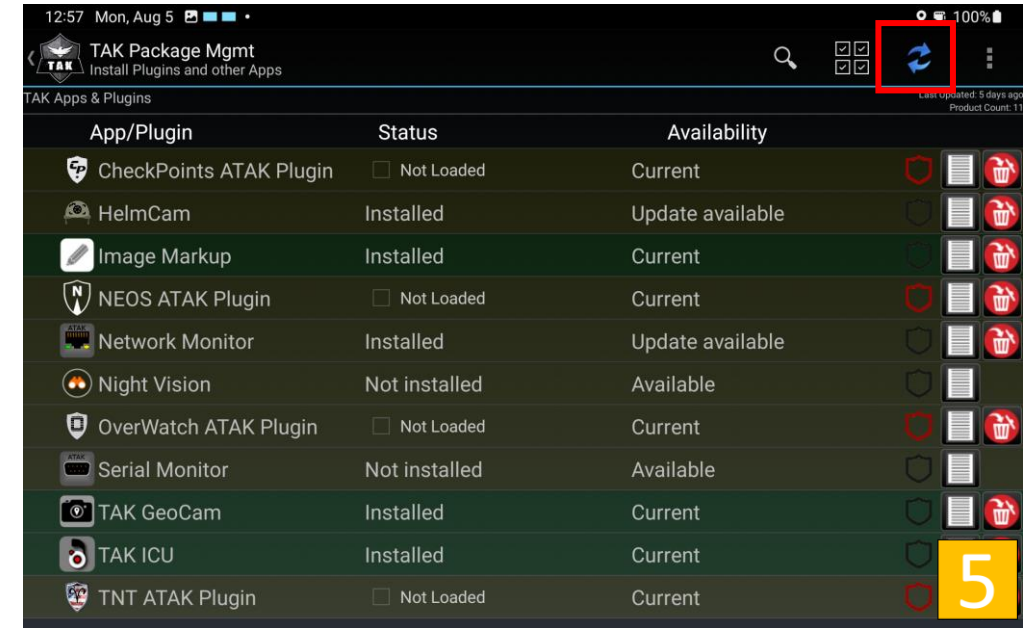 12:57 Mon, Aug 5 100%
TAK Package Mgmt
TAK
Install Plugins and other Apps
TAK Apps & Plugins
Last Updated: 5 days ago
Product Count: 11
App/Plugin Status Availability
CP CheckPoints ATAK Plugin Not Loaded Current
HelmCam Installed Update available
Image Markup Installed Current
N NEOS ATAK Plugin Not Loaded Current
ATAK Network Monitor Installed Update available
Night Vision Not installed Available
OverWatch ATAK Plugin Not Loaded Current
ATAK Serial Monitor Not installed Available
TAK GeoCam Installed Current
TAK ICU Installed Current
TNT ATAK Plugin Not Loaded Current
5